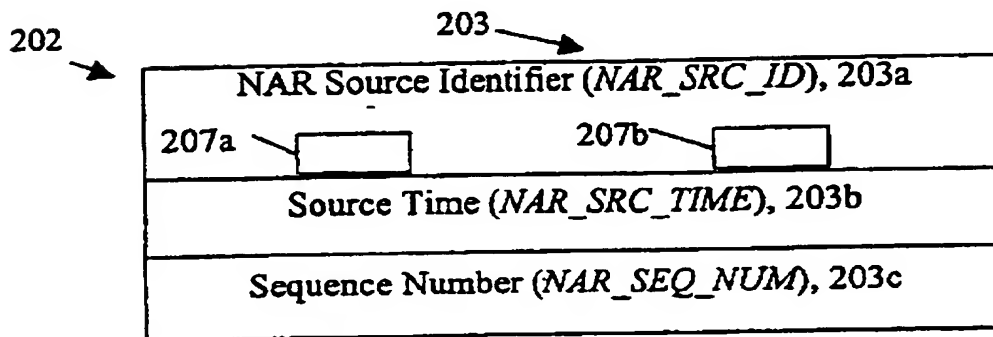 203
202
NAR Source Identifier (NAR_SRC_ID), 203a
207a
207b
Source Time (NAR_SRC_TIME), 203b
Sequence Number (NAR_SEQ_NUM), 203c